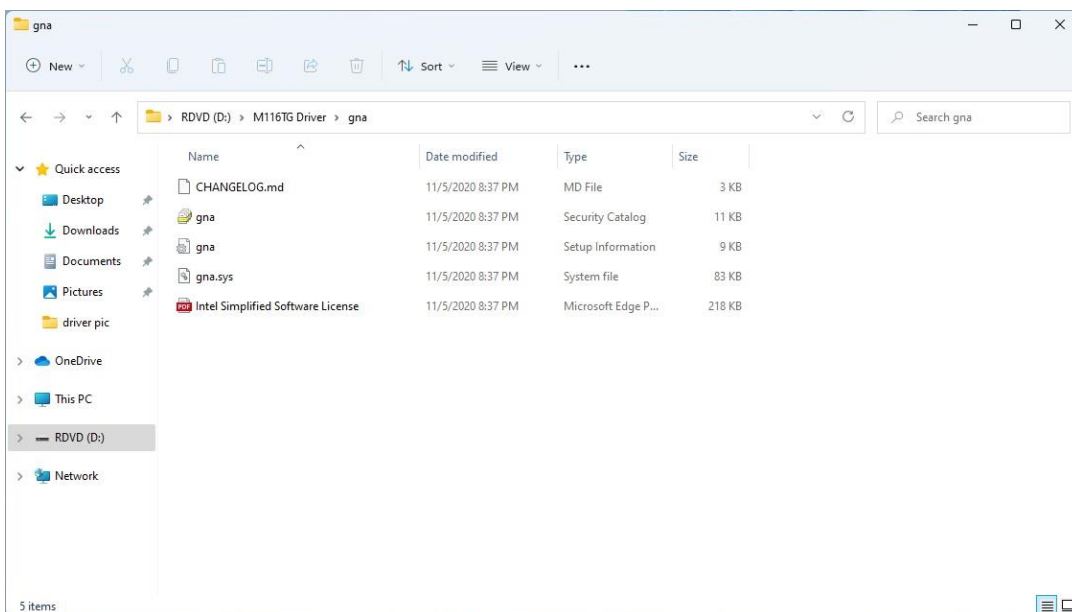 gna
New Sort View ...
RDVD (D:) > M116TG Driver > gna Search gna
Name Date modified Type Size
Quick access
Desktop
Downloads
Documents
Pictures
driver pic
OneDrive
This PC
RDVD (D:)
Network
CHANGELOG.md 11/5/2020 8:37 PM MD File 3 KB
gna 11/5/2020 8:37 PM Security Catalog 11 KB
gna 11/5/2020 8:37 PM Setup Information 9 KB
gna.sys 11/5/2020 8:37 PM System file 83 KB
PDF Intel Simplified Software License 11/5/2020 8:37 PM Microsoft Edge P... 218 KB
5 items